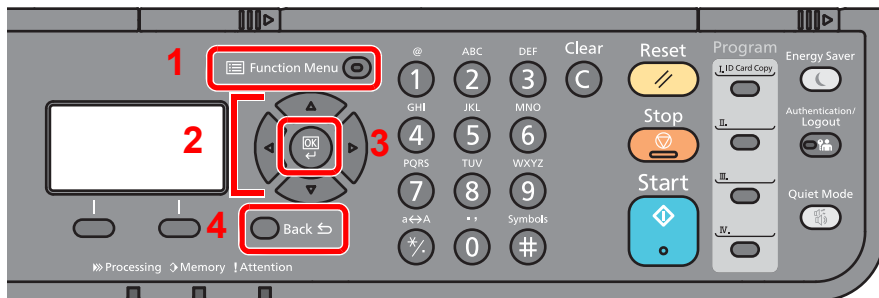 1
Function Menu
2
OK
3
4
Back
Processing
Memory
! Attention
@
ABC
DEF
Clear
1
2
3
C
GHI
JKL
MNO
4
5
6
PQRS
TUV
WXYZ
7
8
9
a↔A
. ,
Symbols
*/.
0
#
Reset
Stop
Start
Program
I. ID Card Copy
II.
III.
IV.
Energy Saver
Authentication/
Logout
Quiet Mode